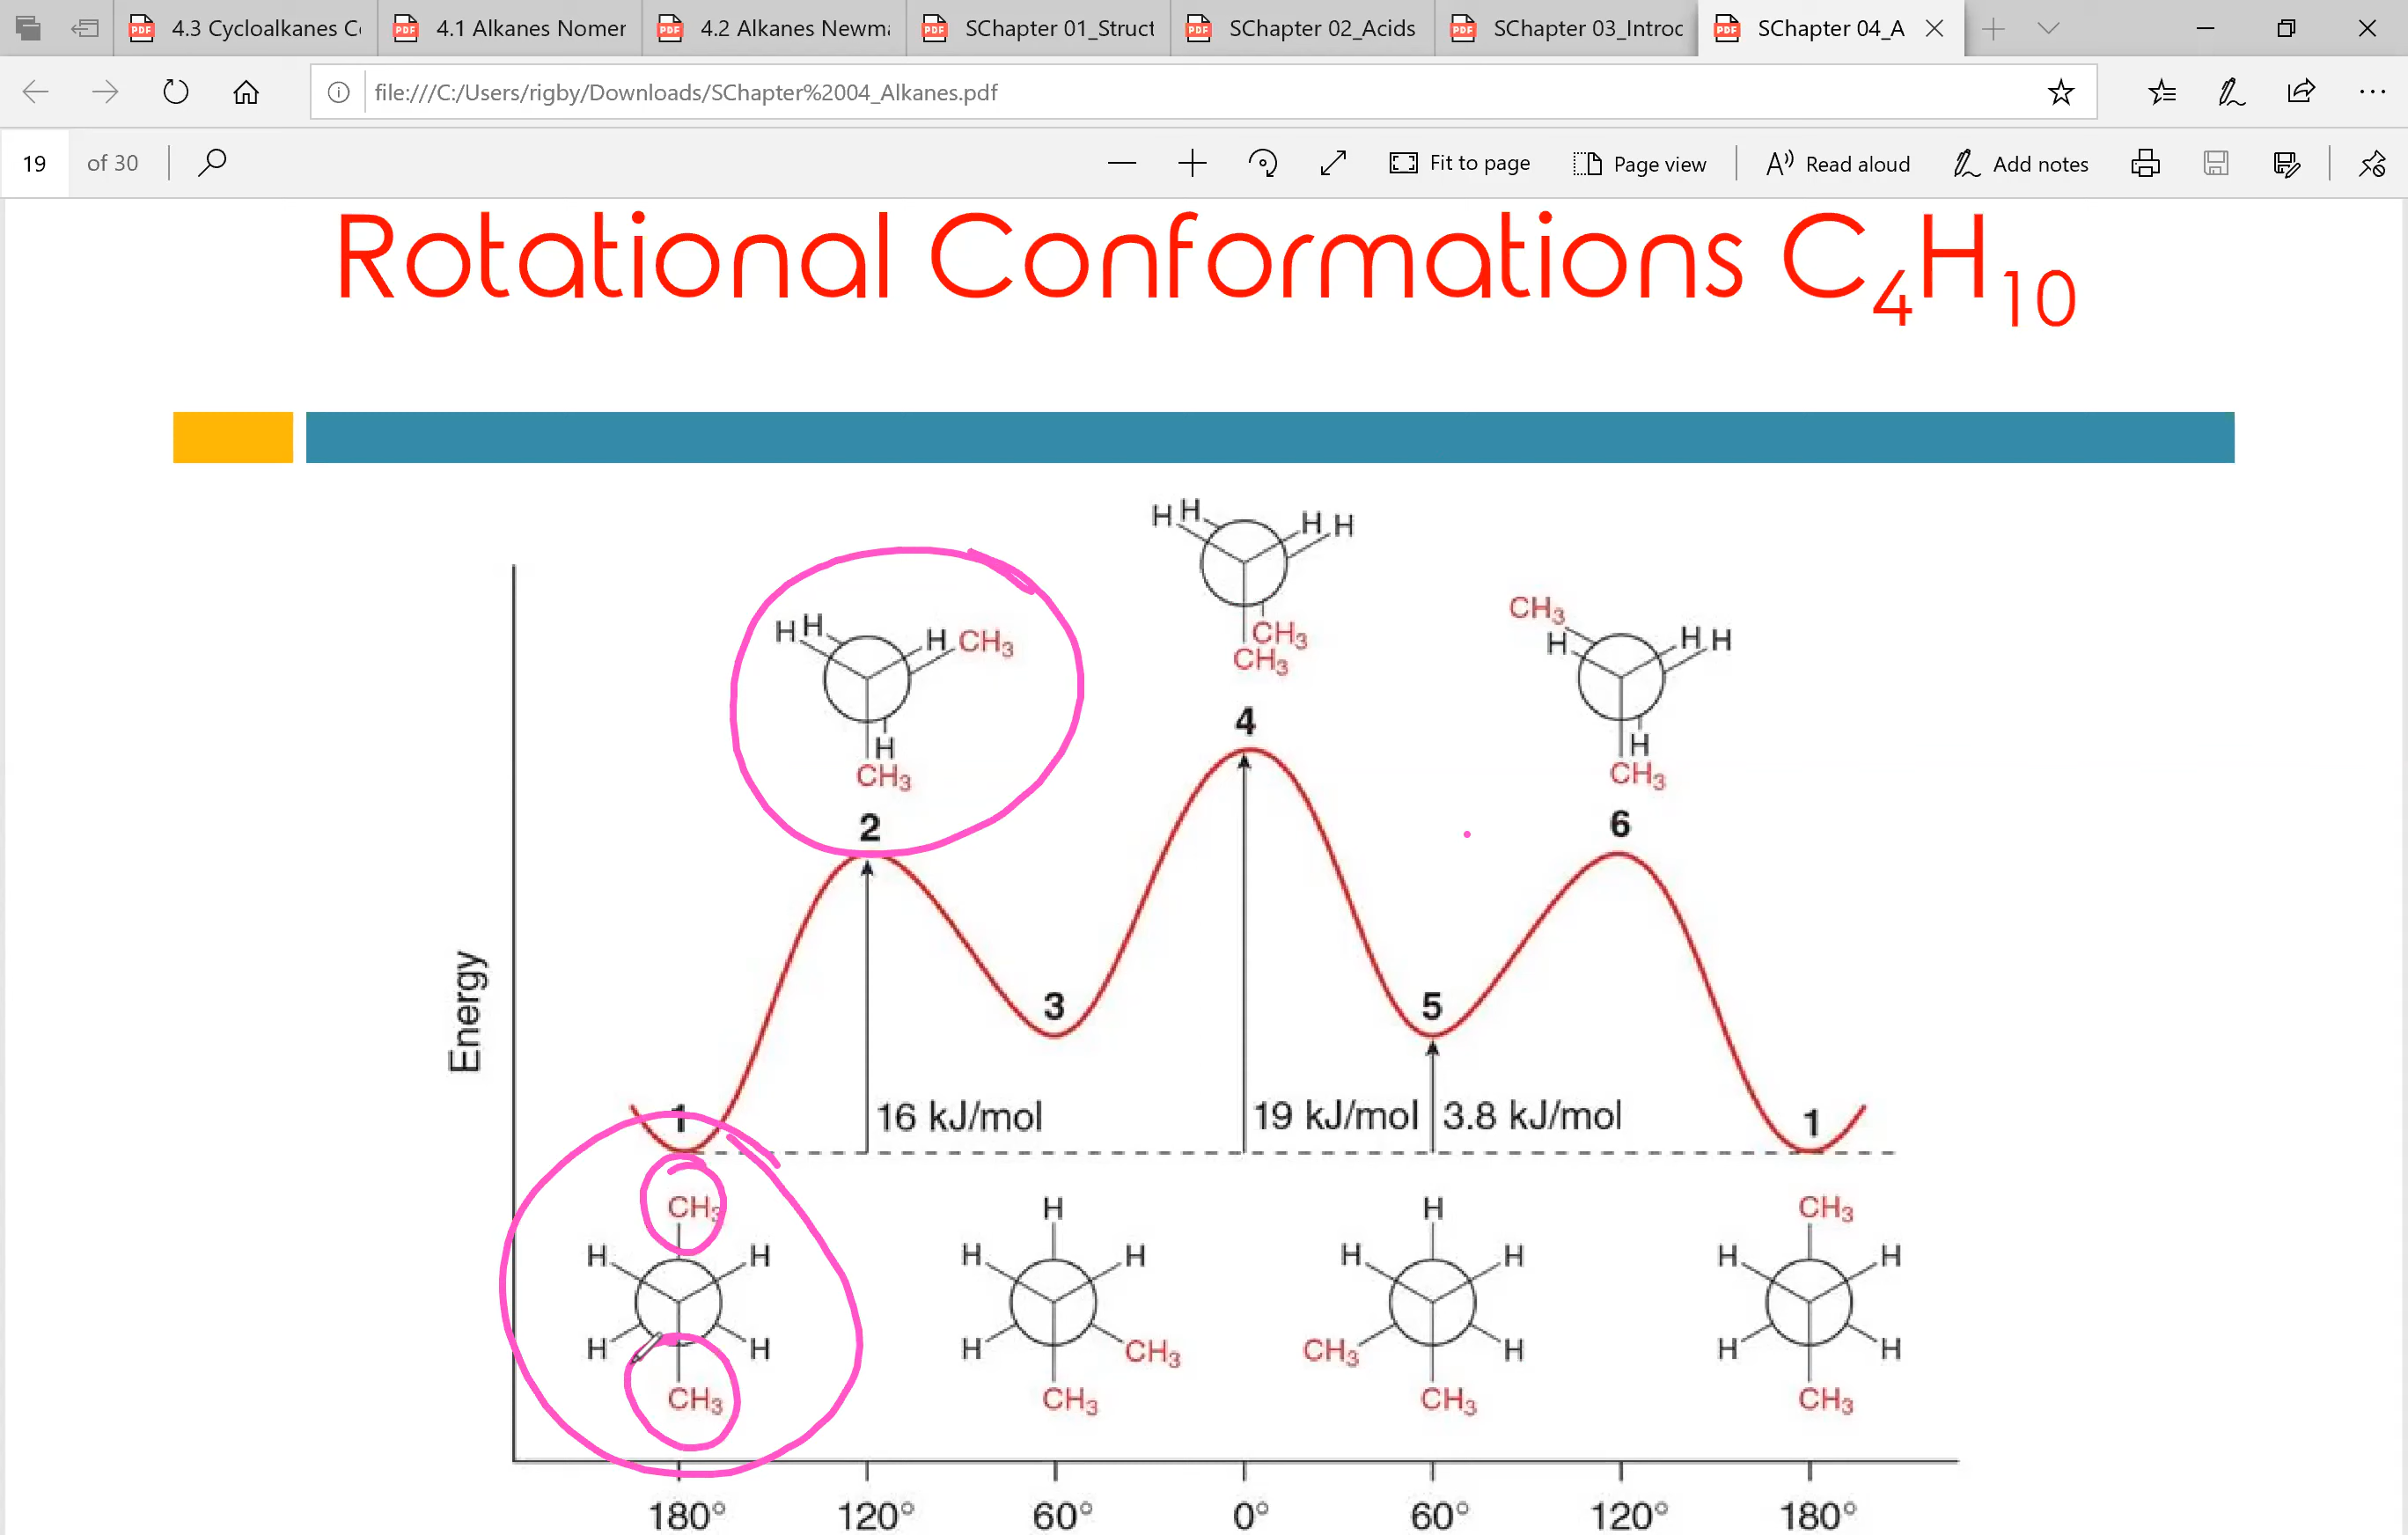 4.3 Cycloalkanes C
4.1 Alkanes Nomer
4.2 Alkanes Newm
SChapter 01_Struct
SChapter 02_Acids
SChapter 03_Introc
SChapter 04_A
file:///C:/Users/rigby/Downloads/SChapter%2004_Alkanes.pdf
19 of 30
Fit to page
Page view
Read aloud
Add notes
Rotational Conformations C₄H₁₀
H H H H
CH₃
CH₃
4
H H H CH₃
H
CH₃
2
CH₃
H H H
H
CH₃
6
Energy
3
5
1
16 kJ/mol
19 kJ/mol
3.8 kJ/mol
1
CH₃
H H
H H
CH₃
H
H H
H CH₃
CH₃
H
H H
CH₃ H
CH₃
CH₃
H H
H H
CH₃
180° 120° 60° 0° 60° 120° 180°